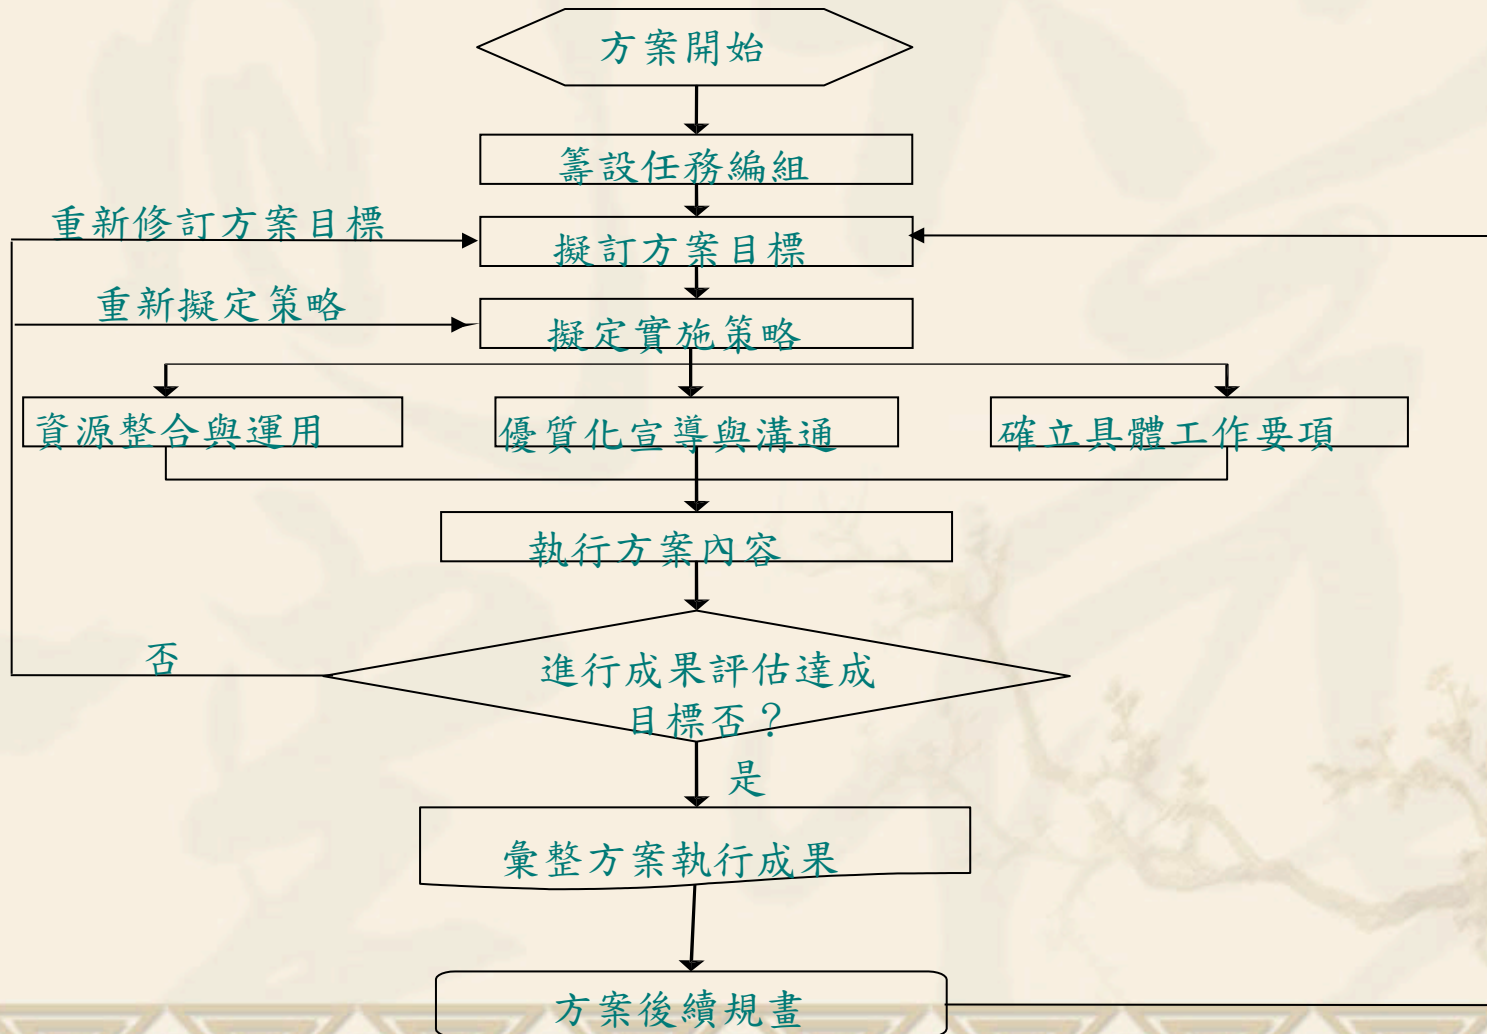 方案開始
籌設任務編組
重新修訂方案目標
擬訂方案目標
重新擬定策略
擬定實施策略
資源整合與運用
優質化宣導與溝通
確立具體工作要項
執行方案內容
否
進行成果評估達成
目標否？
是
彙整方案執行成果
方案後續規畫